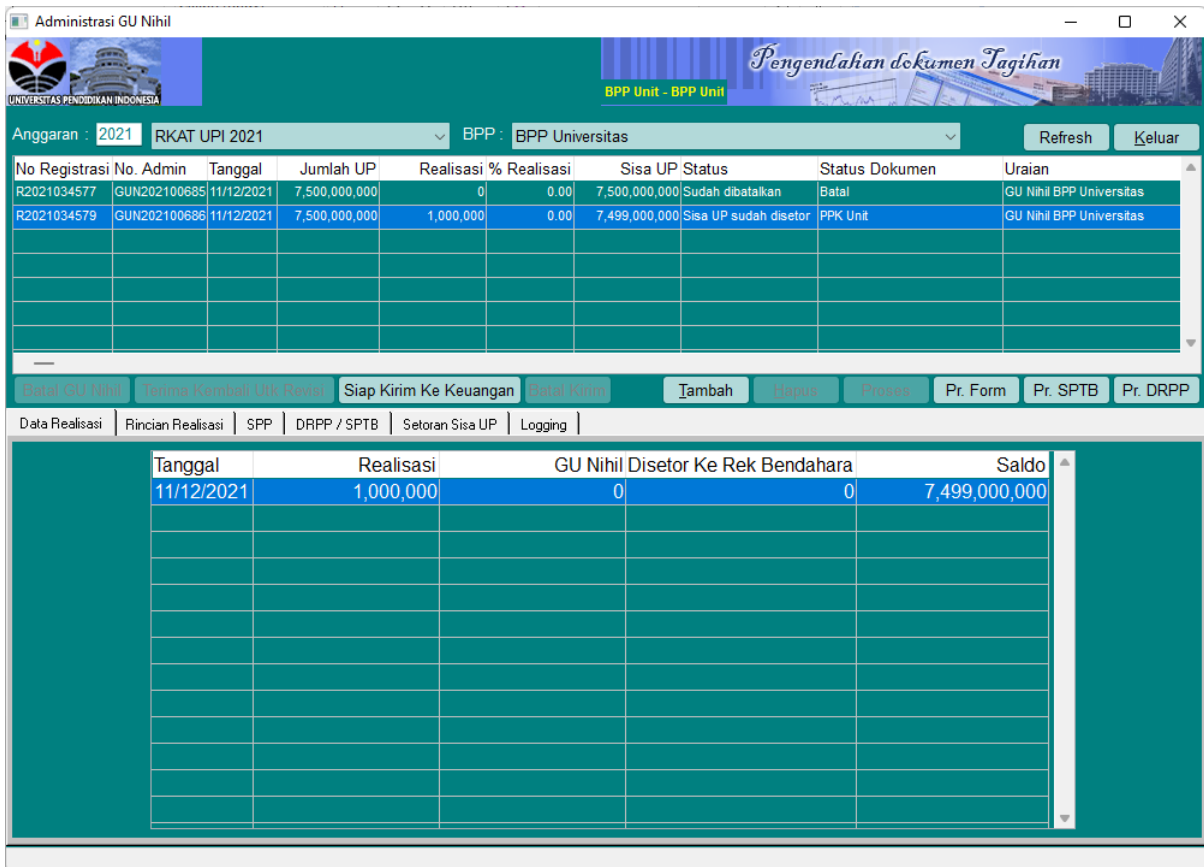 Administrasi GU Nihil
UNIVERSITAS PENDIDIKAN INDONESIA
Pengendalian dokumen Tagihan
BPP Unit - BPP Unit
Anggaran : 2021 RKAT UPI 2021 BPP : BPP Universitas Refresh Keluar
No Registrasi No. Admin Tanggal Jumlah UP Realisasi % Realisasi Sisa UP Status Status Dokumen Uraian
R2021034577 GUN202100685 11/12/2021 7,500,000,000 0 0.00 7,500,000,000 Sudah dibatalkan Batal GU Nihil BPP Universitas
R2021034579 GUN202100686 11/12/2021 7,500,000,000 1,000,000 0.00 7,499,000,000 Sisa UP sudah disetor PPK Unit GU Nihil BPP Universitas
Batal GU Nihil Terima Kembali Utk Revisi Siap Kirim Ke Keuangan Batal Kirim Tambah Hapus Proses Pr. Form Pr. SPTB Pr. DRPP
Data Realisasi Rincian Realisasi SPP DRPP / SPTB Setoran Sisa UP Logging
Tanggal Realisasi GU Nihil Disetor Ke Rek Bendahara Saldo
11/12/2021 1,000,000 0 0 7,499,000,000